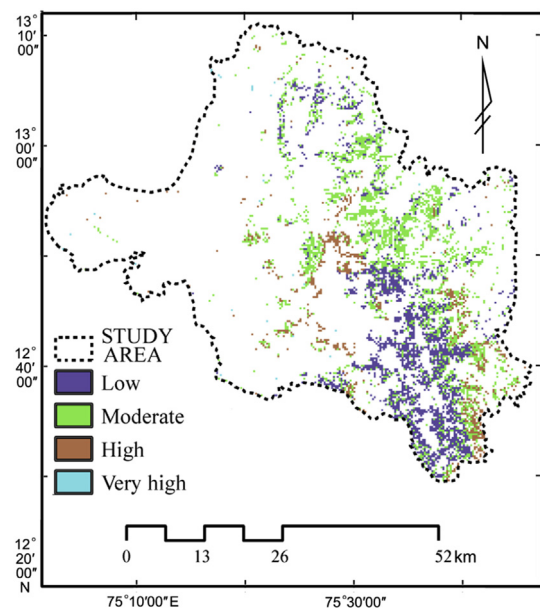 13°
10'
00"
N
13°
00'
00"
STUDY
AREA
12°
40'
00"
Low
Moderate
High
Very high
0 13 26 52 km
12°
20'
00"
N
75°10'00"E 75°30'00"